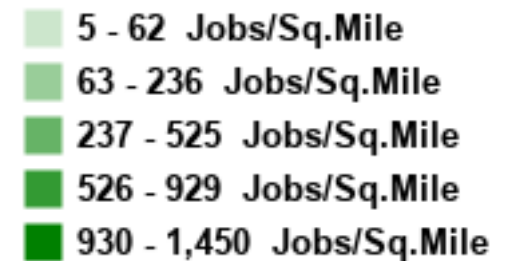 5 - 62 Jobs/Sq.Mile
63 - 236 Jobs/Sq.Mile
237 - 525 Jobs/Sq.Mile
526 - 929 Jobs/Sq.Mile
930 - 1,450 Jobs/Sq.Mile